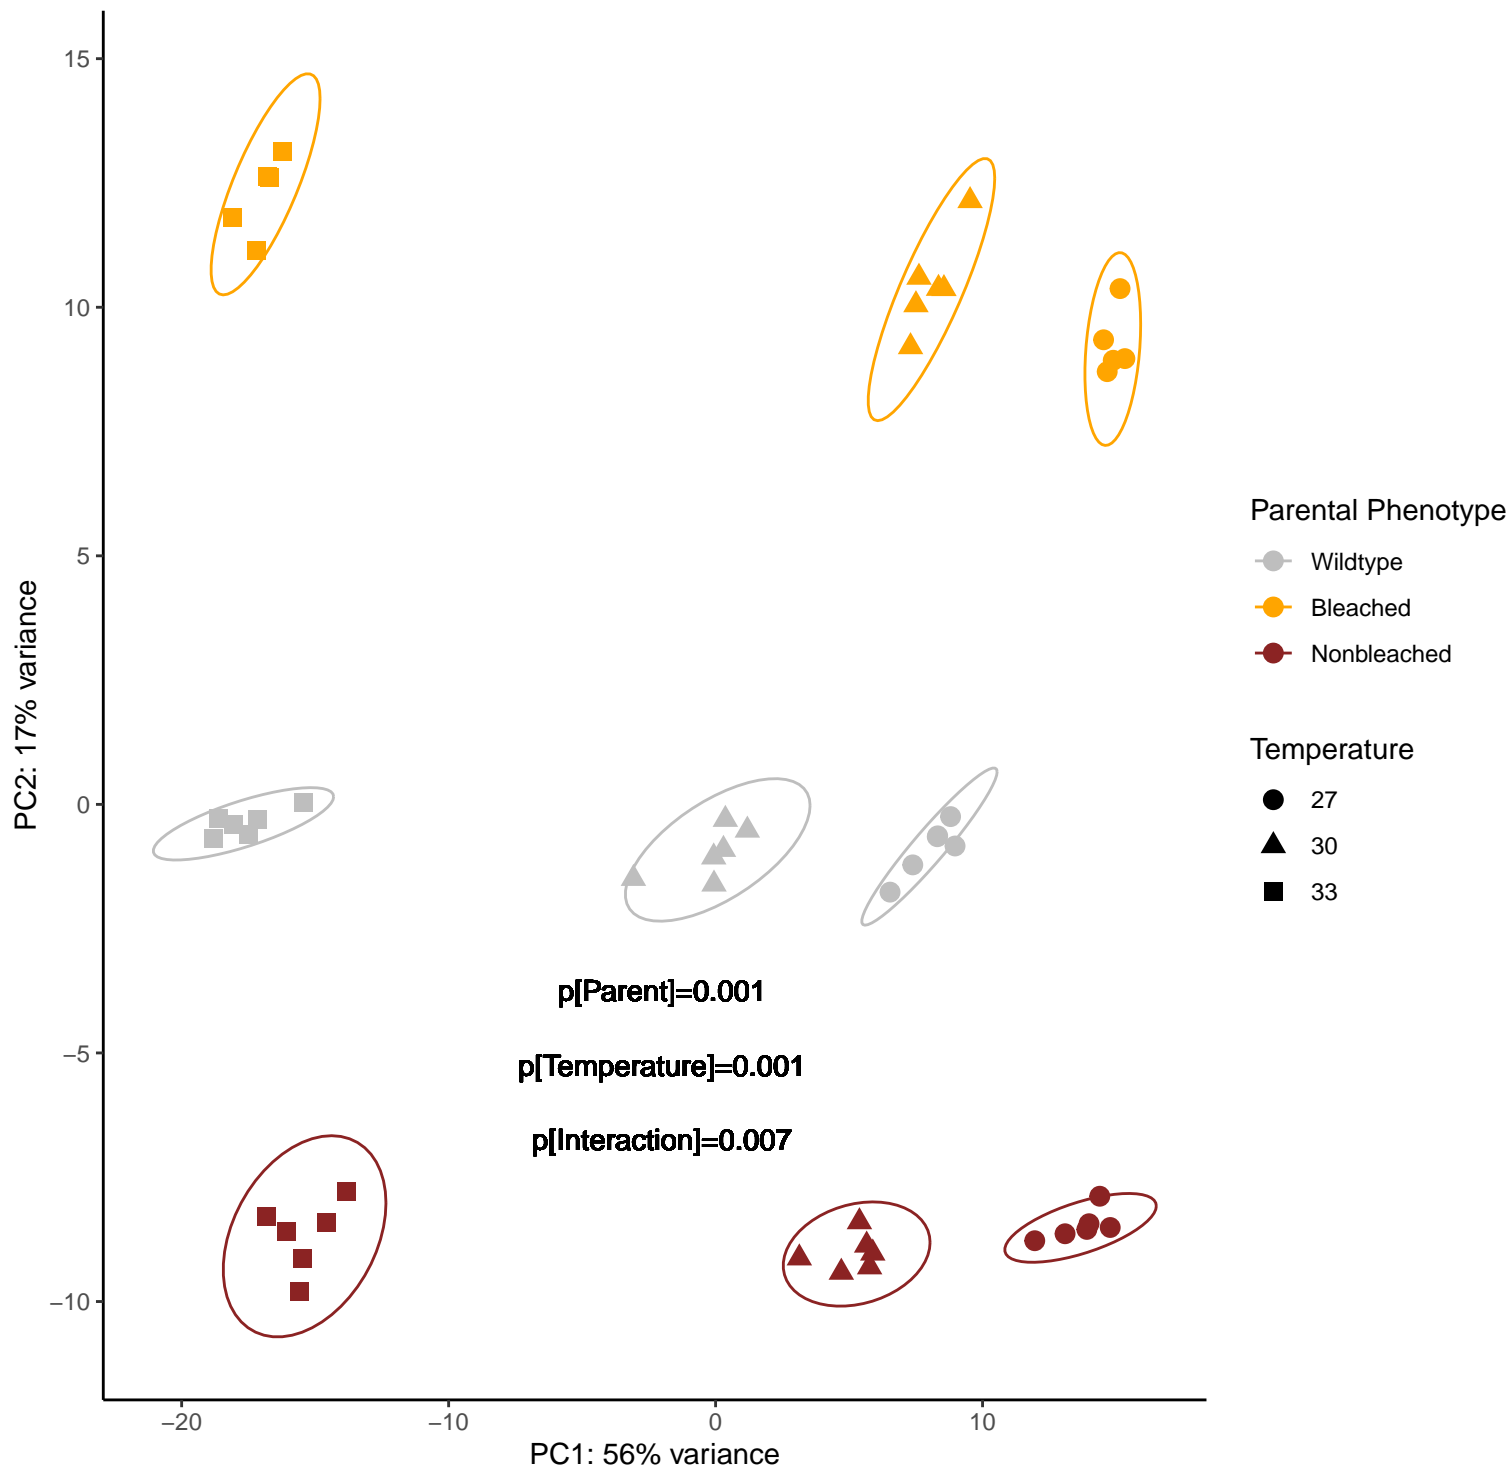 15
10
5
0
−5
−10
PC2: 17% variance
−20
−10
0
10
PC1: 56% variance
p[Parent]=0.001
p[Temperature]=0.001
p[Interaction]=0.007
Parental Phenotype
Wildtype
Bleached
Nonbleached
Temperature
27
30
33